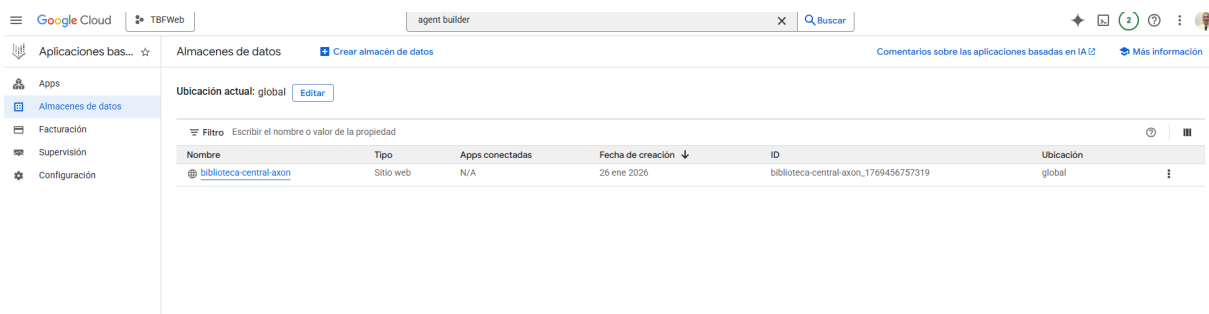 Google Cloud TBFWeb agent builder Buscar 2
Aplicaciones bas... Almacenes de datos Crear almacén de datos Comentarios sobre las aplicaciones basadas en IA Más información
Apps
Almacenes de datos
Facturación
Supervisión
Configuración
Ubicación actual: global Editar
Filtro Escribir el nombre o valor de la propiedad
Nombre Tipo Apps conectadas Fecha de creación ID Ubicación
biblioteca-central-axon Sitio web N/A 26 ene 2026 biblioteca-central-axon_1769456757319 global